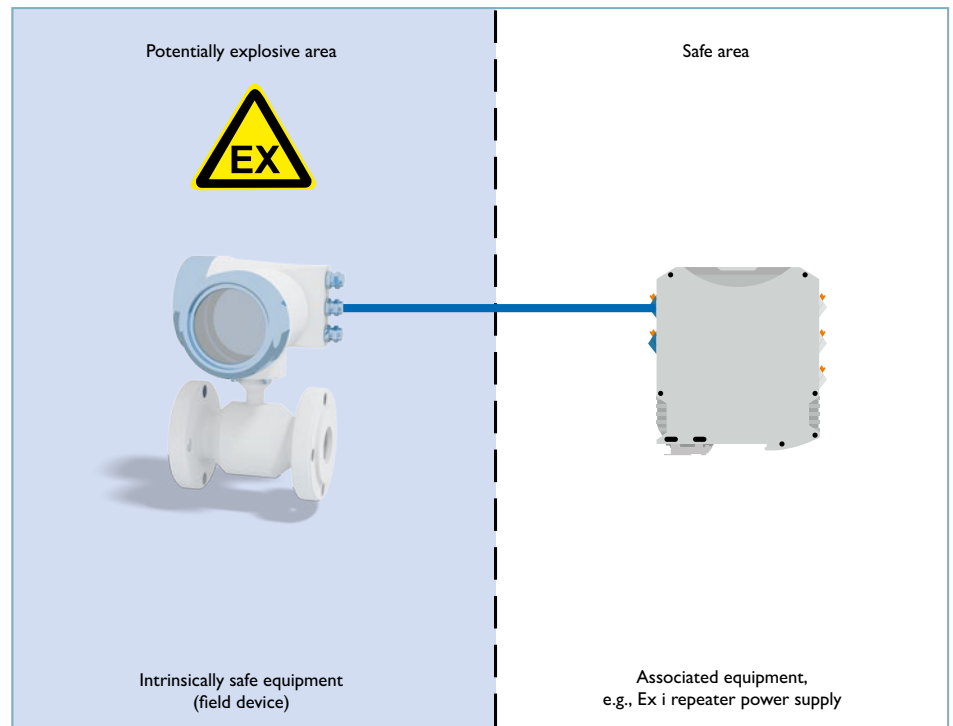 Potentially explosive area
Safe area
EX
Intrinsically safe equipment
(field device)
Associated equipment,
e.g., Ex i repeater power supply